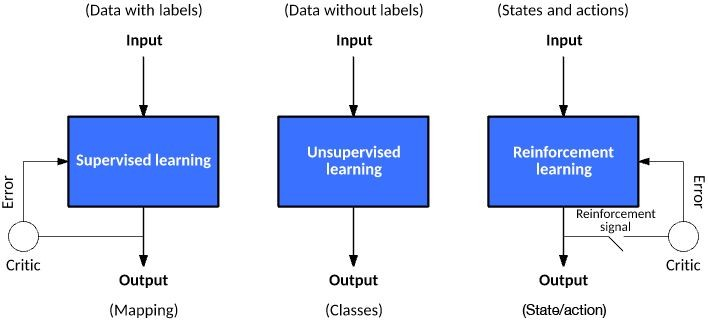 (Data with labels)
Input
Supervised learning
Error
Critic
Output
(Mapping)
(Data without labels)
Input
Unsupervised
learning
Output
(Classes)
(States and actions)
Input
Reinforcement
learning
Error
Reinforcement
signal
Critic
Output
(State/action)